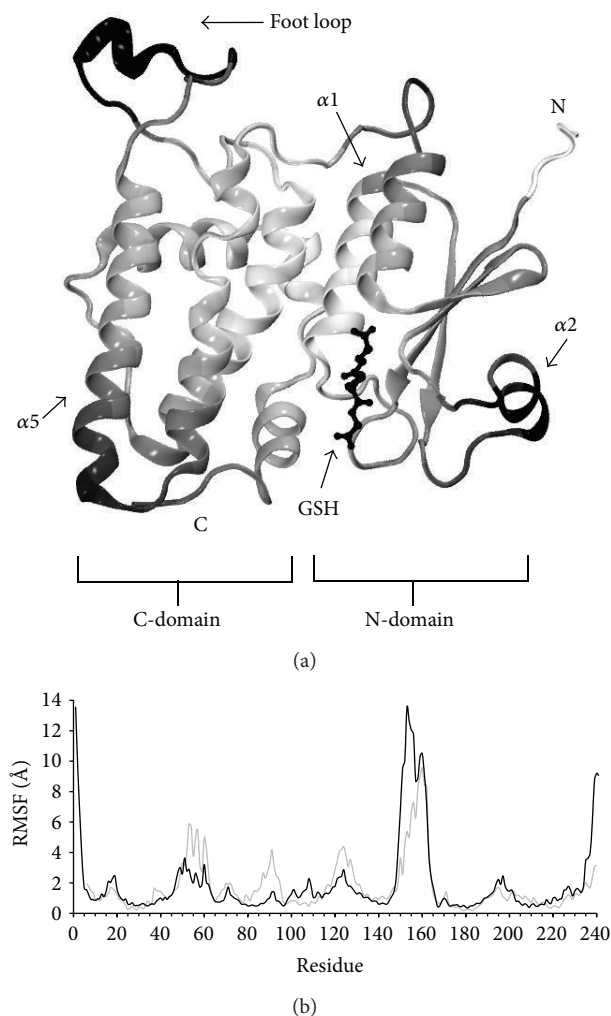 Foot loop
α1
N
α2
α5
GSH
C
C-domain
N-domain
(a)
14
12
10
8
6
4
2
0
RMSF (Å)
0 20 40 60 80 100 120 140 160 180 200 220 240
Residue
(b)